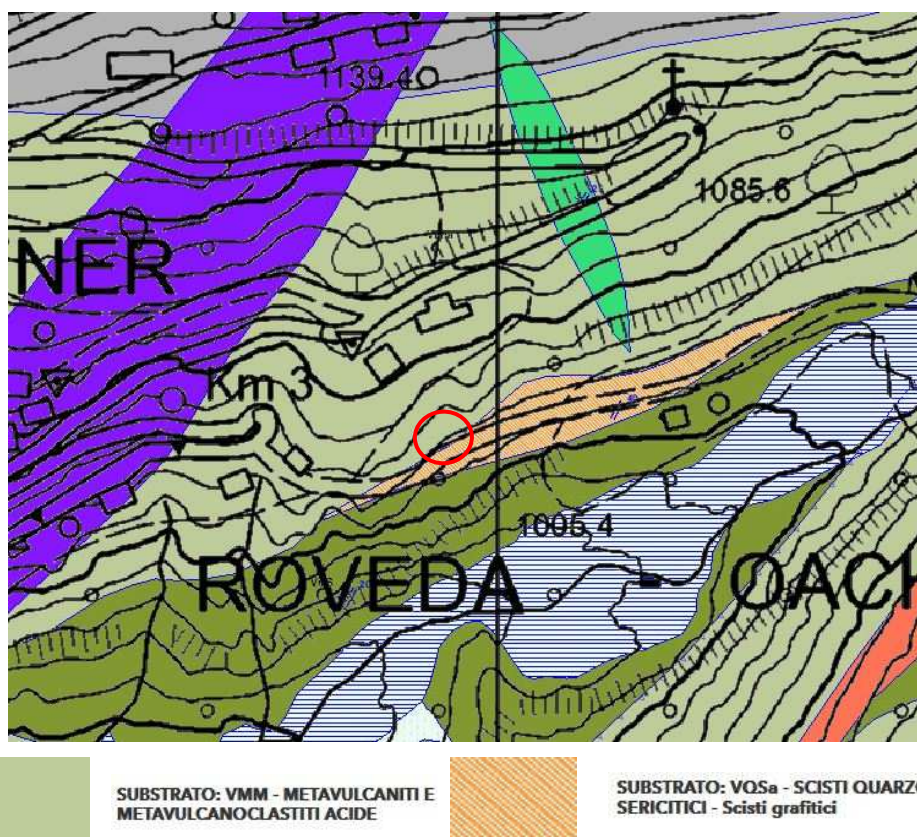 1139.4
1085.6
NER
Km 3
1005.4
ROVEDA
OACH
SUBSTRATO: VMM - METAVULCANITI E
METAVULCANOCLASTITI ACIDE
SUBSTRATO: VQSa - SCISTI QUARZO
SERICITICI - Scisti grafitici